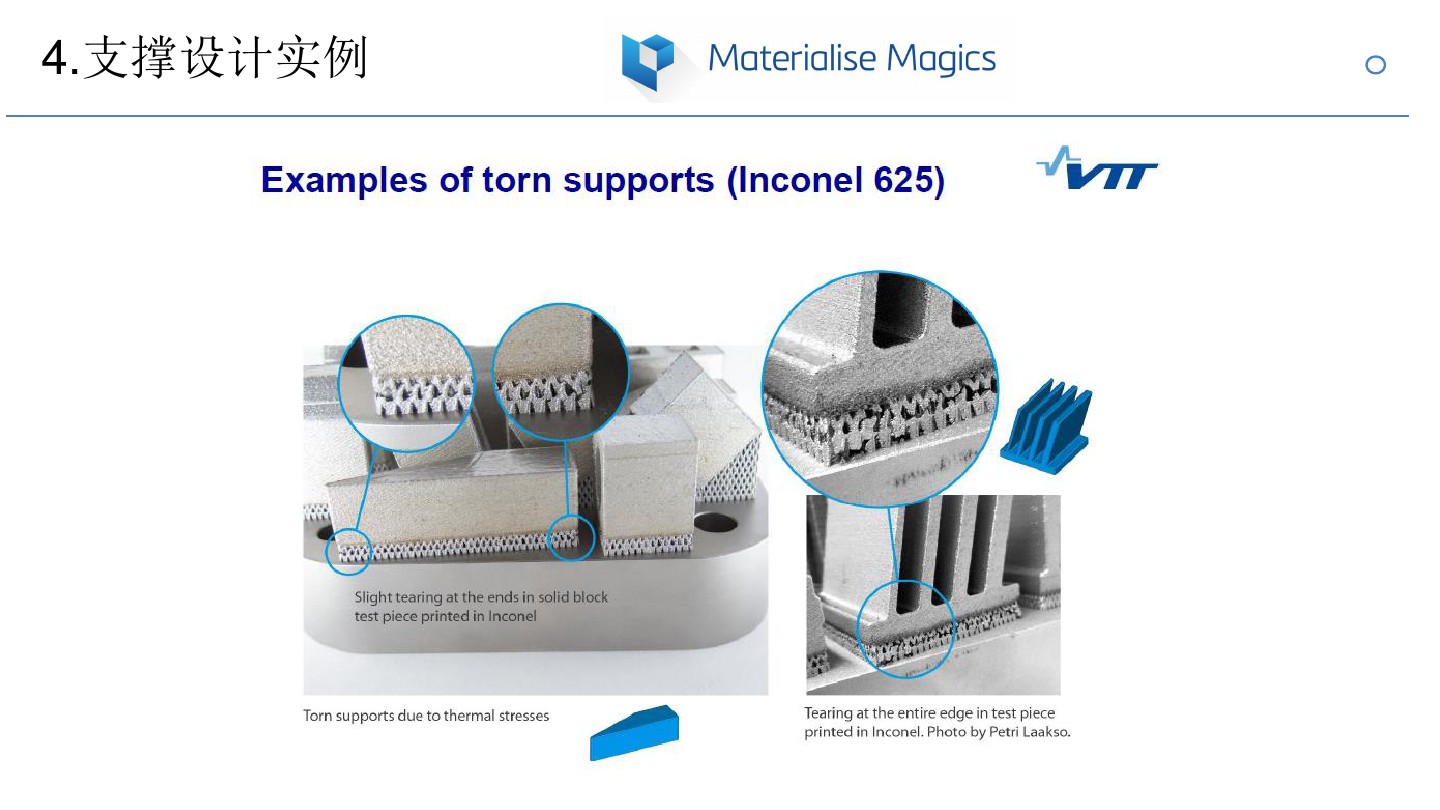 4.支撑设计实例
Materialise Magics
Examples of torn supports (Inconel 625)
VTT
Slight tearing at the ends in solid block
test piece printed in Inconel
Torn supports due to thermal stresses
Tearing at the entire edge in test piece
printed in Inconel. Photo by Petri Laakso.